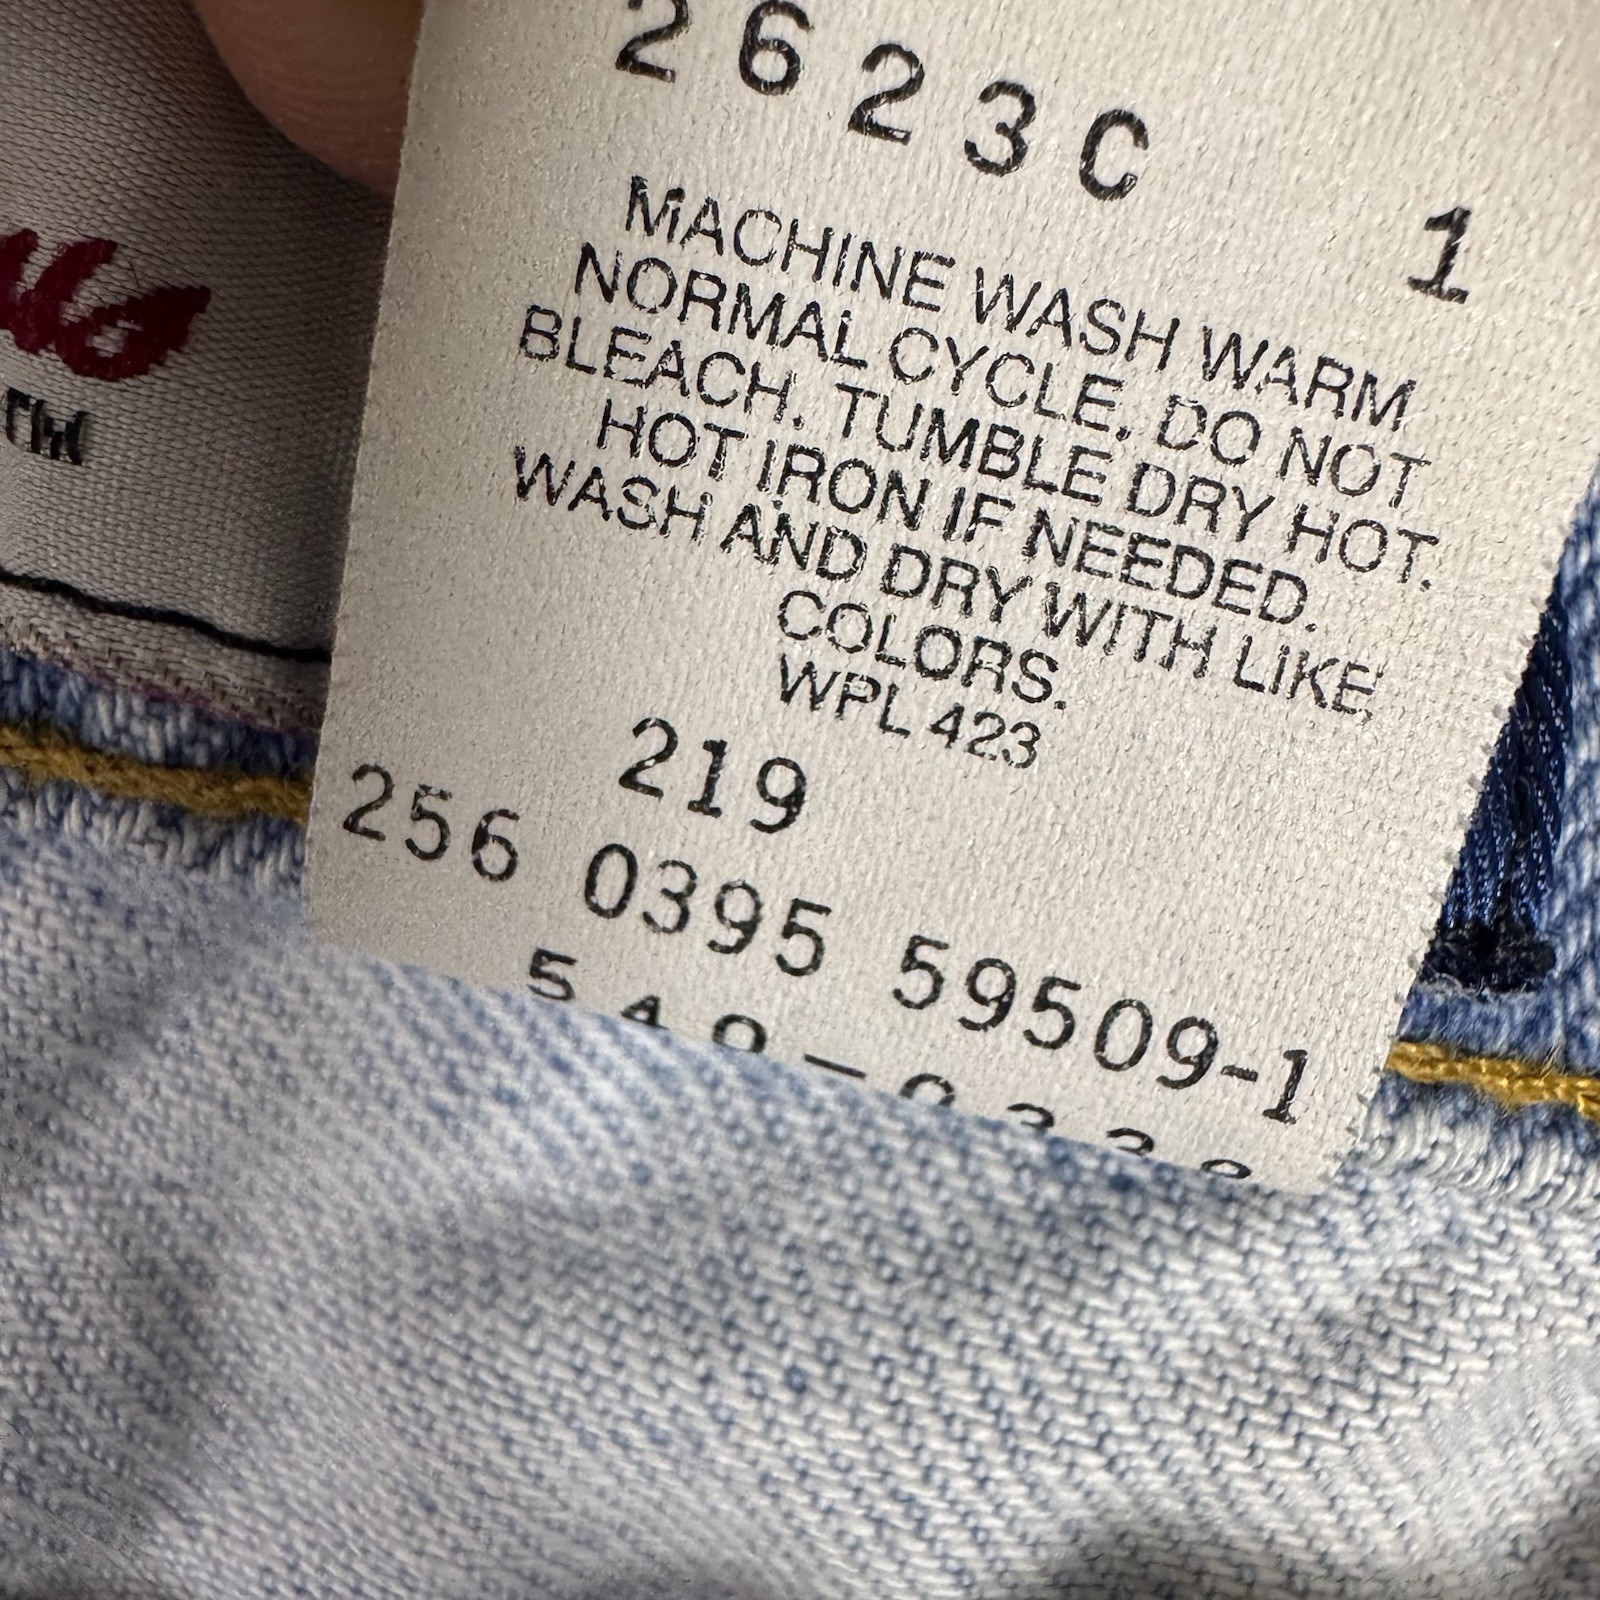 2623C 1
MACHINE WASH WARM
NORMAL CYCLE. DO NOT
BLEACH. TUMBLE DRY HOT.
HOT IRON IF NEEDED.
WASH AND DRY WITH LIKE
COLORS.
WPL 423
219
256 0395 59509-1